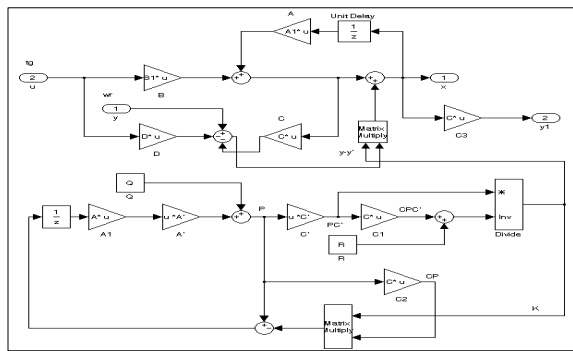 A
Unit Delay
A1* u
1
z
tg
2
u
B1* u
B
1
x
wr
1
y
C
C* u
D* u
D
Matrix
Multiply
y-y'
C* u
C3
2
y1
Q
Q
1
z
A* u
A1
u *A'
A'
P
u *C'
C'
PC'
C* u
C1
CPC'
R
R
Inv
Divide
C* u
C2
CP
Matrix
Multiply
K